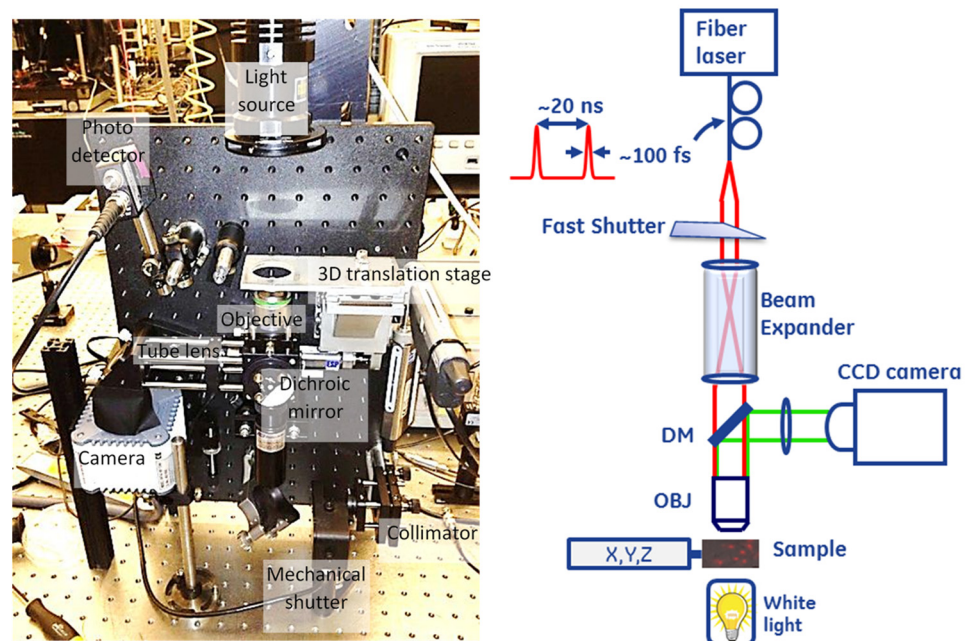 Light
source
Photo
detector
3D translation stage
Objective
Tube lens
Dichroic
mirror
Camera
Collimator
Mechanical
shutter
Fiber
laser
~20 ns
~100 fs
Fast Shutter
Beam
Expander
CCD camera
DM
OBJ
X,Y,Z
Sample
White
light